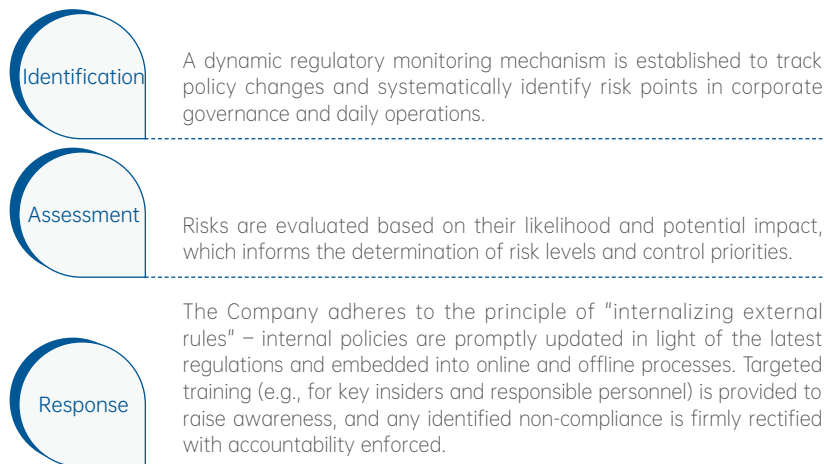 Identification
A dynamic regulatory monitoring mechanism is established to track
policy changes and systematically identify risk points in corporate
governance and daily operations.
Assessment
Risks are evaluated based on their likelihood and potential impact,
which informs the determination of risk levels and control priorities.
Response
The Company adheres to the principle of "internalizing external
rules" – internal policies are promptly updated in light of the latest
regulations and embedded into online and offline processes. Targeted
training (e.g., for key insiders and responsible personnel) is provided to
raise awareness, and any identified non-compliance is firmly rectified
with accountability enforced.